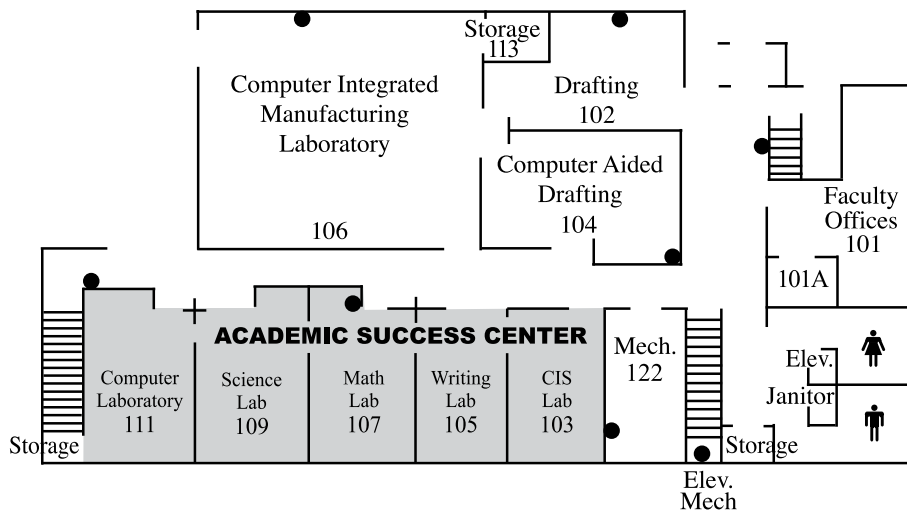 Storage
113
Computer Integrated
Manufacturing
Laboratory
Drafting
102
Computer Aided
Drafting
104
106
Faculty
Offices
101
101A
ACADEMIC SUCCESS CENTER
Computer
Laboratory
111
Science
Lab
109
Math
Lab
107
Writing
Lab
105
CIS
Lab
103
Mech.
122
Elev.
Janitor
Storage
Storage
Elev.
Mech